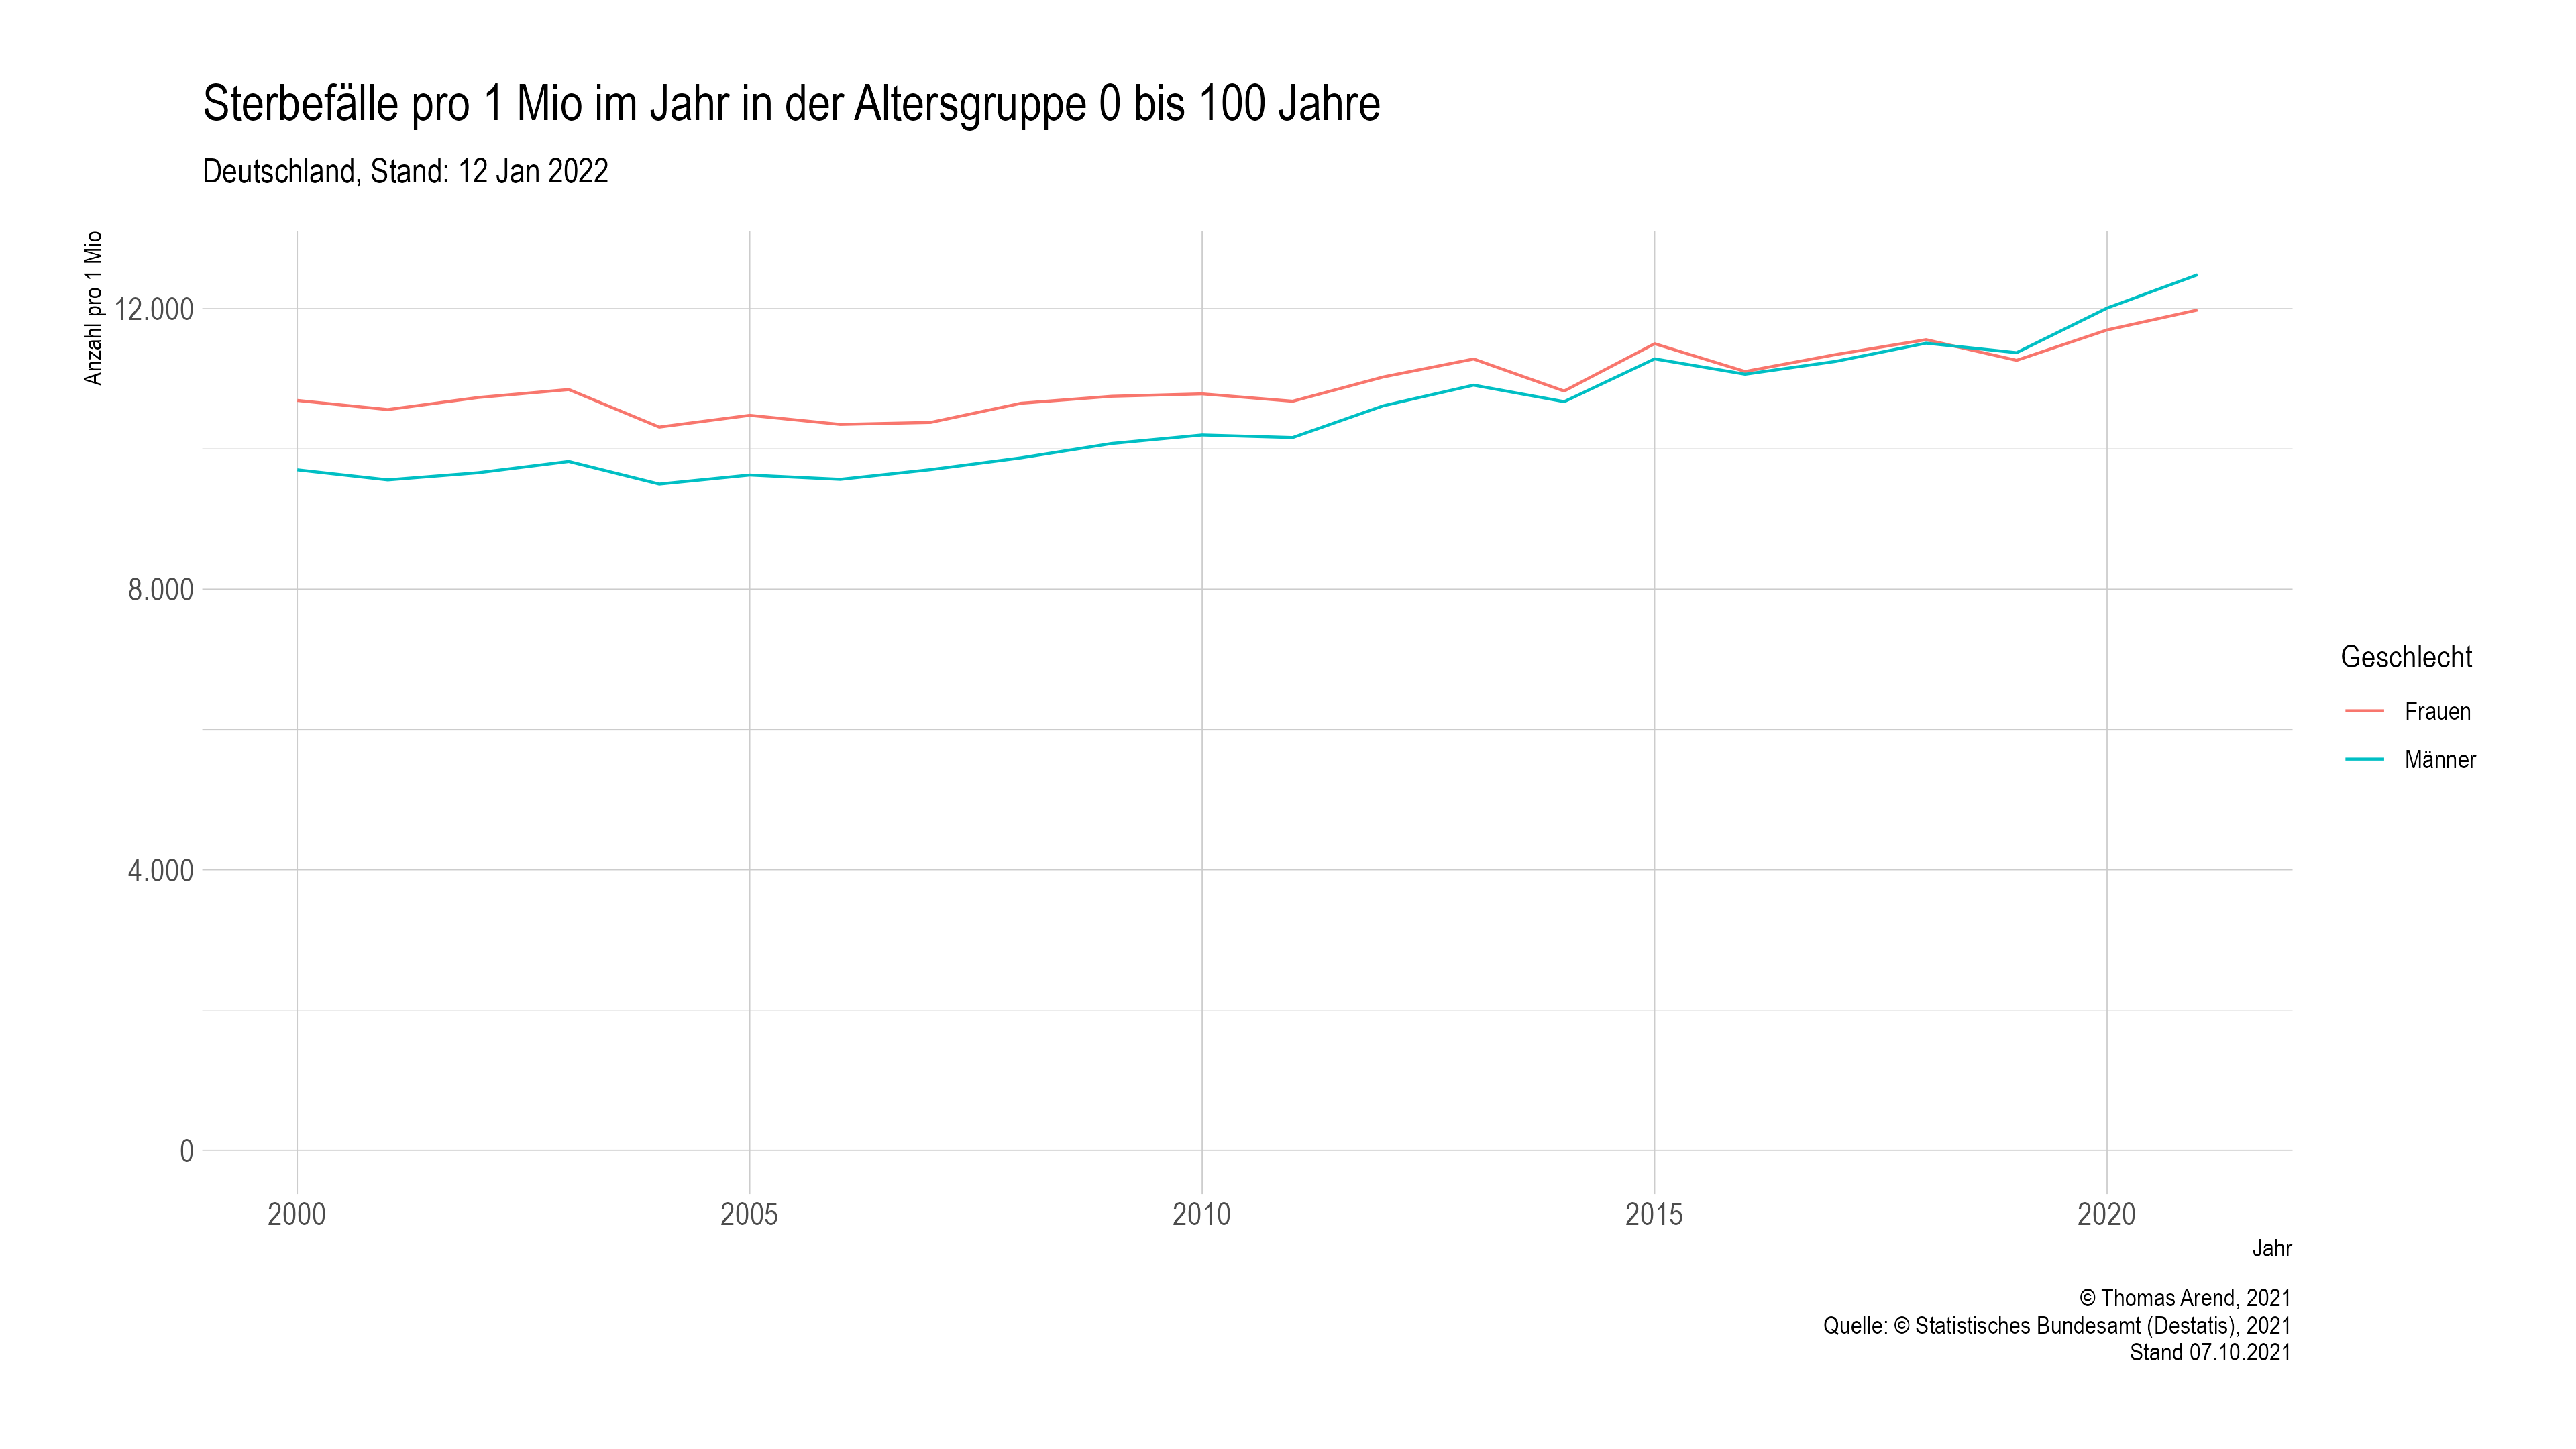 Sterbefälle pro 1 Mio im Jahr in der Altersgruppe 0 bis 100 Jahre
Deutschland, Stand: 12 Jan 2022
Anzahl pro 1 Mio
12.000
8.000
4.000
0
2000
2005
2010
2015
2020
Jahr
Geschlecht
Frauen
Männer
© Thomas Arend, 2021
Quelle: © Statistisches Bundesamt (Destatis), 2021
Stand 07.10.2021